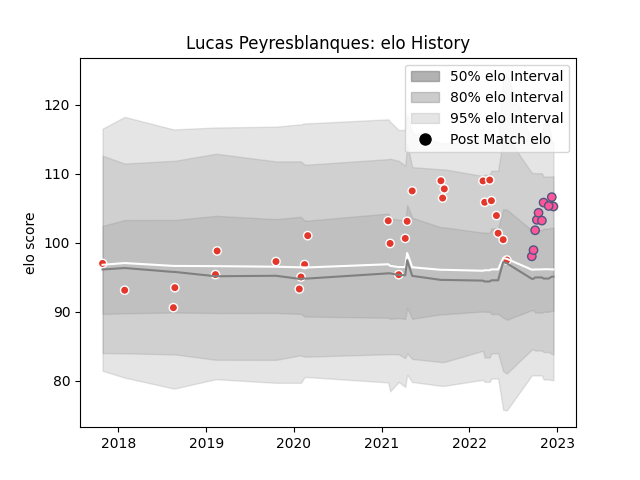 Lucas Peyresblanques: elo History
50% elo Interval
80% elo Interval
95% elo Interval
Post Match elo
elo score
120
110
100
90
80
2018
2019
2020
2021
2022
2023